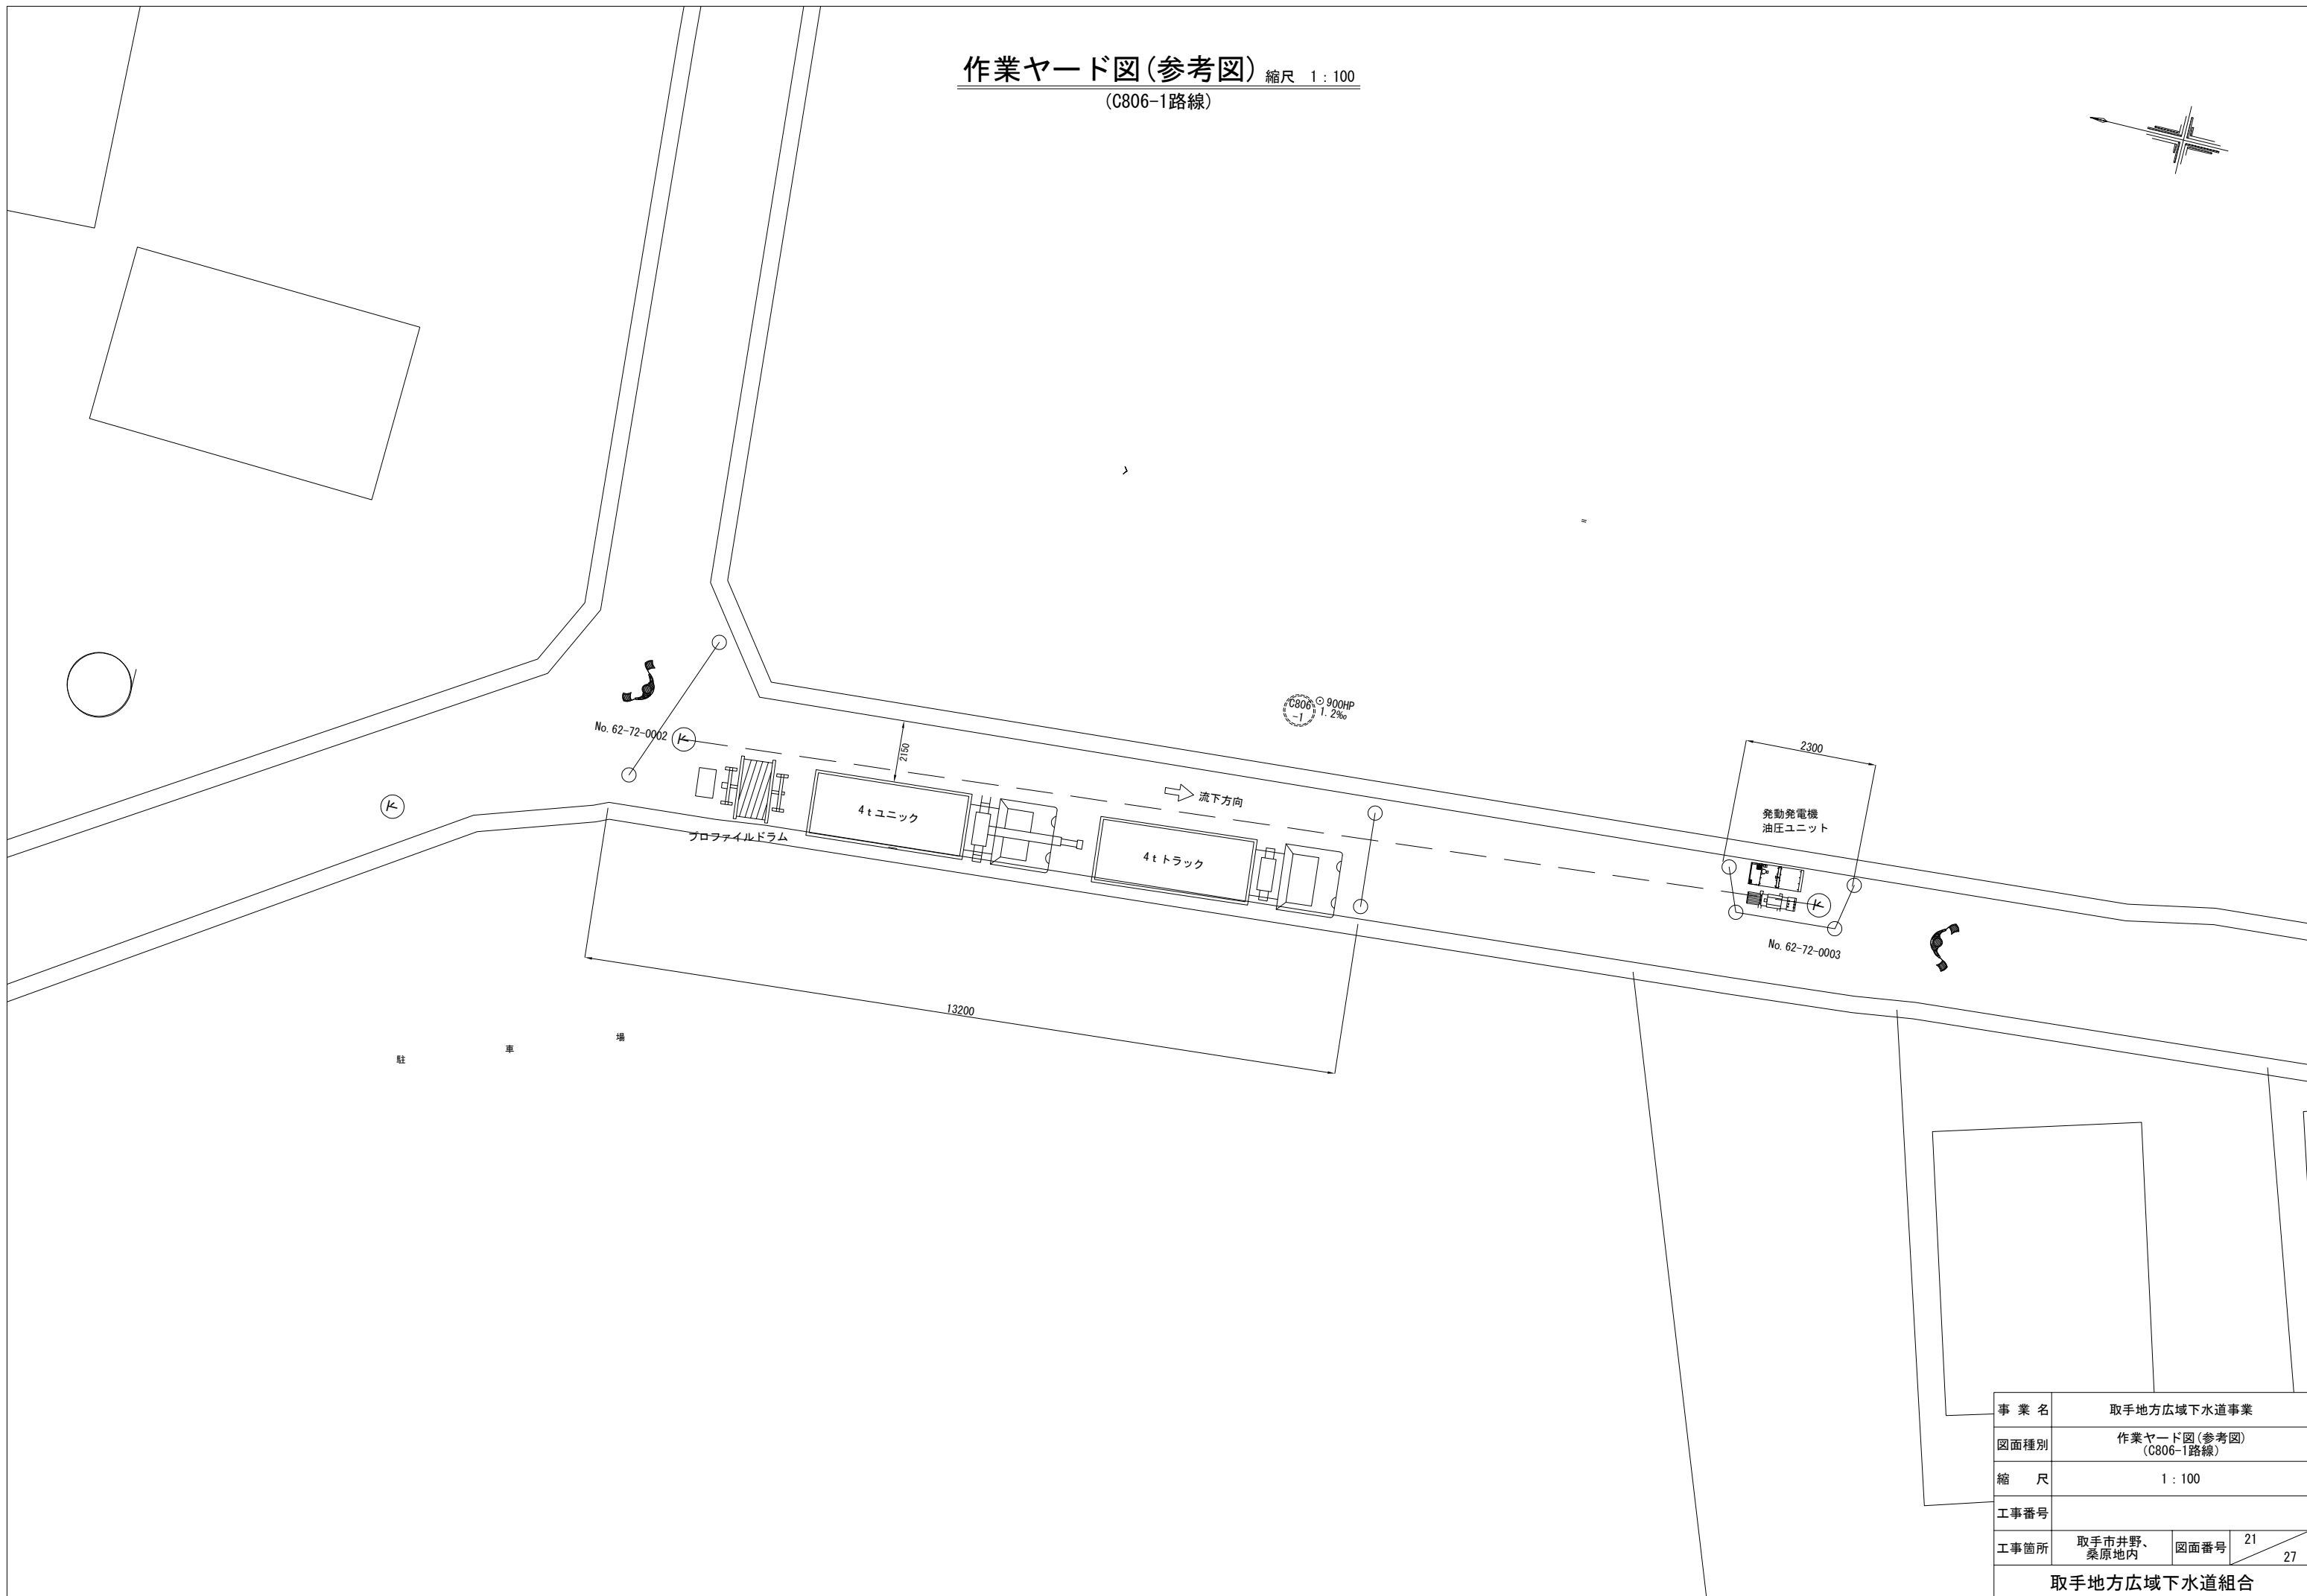 作業ヤード図(参考図) 縮尺 1：100
(C806-1路線)
C806
-1
900HP
1.2‰
No.62-72-0002
2150
流下方向
2300
発動発電機
油圧ユニット
4tユニック
プロファイルドラム
4tトラック
No.62-72-0003
13200
駐車場
事業名 取手地方広域下水道事業
図面種別 作業ヤード図(参考図)
(C806-1路線)
縮尺 1：100
工事番号
工事箇所 取手市井野、
桑原地内
図面番号 21
27
取手地方広域下水道組合